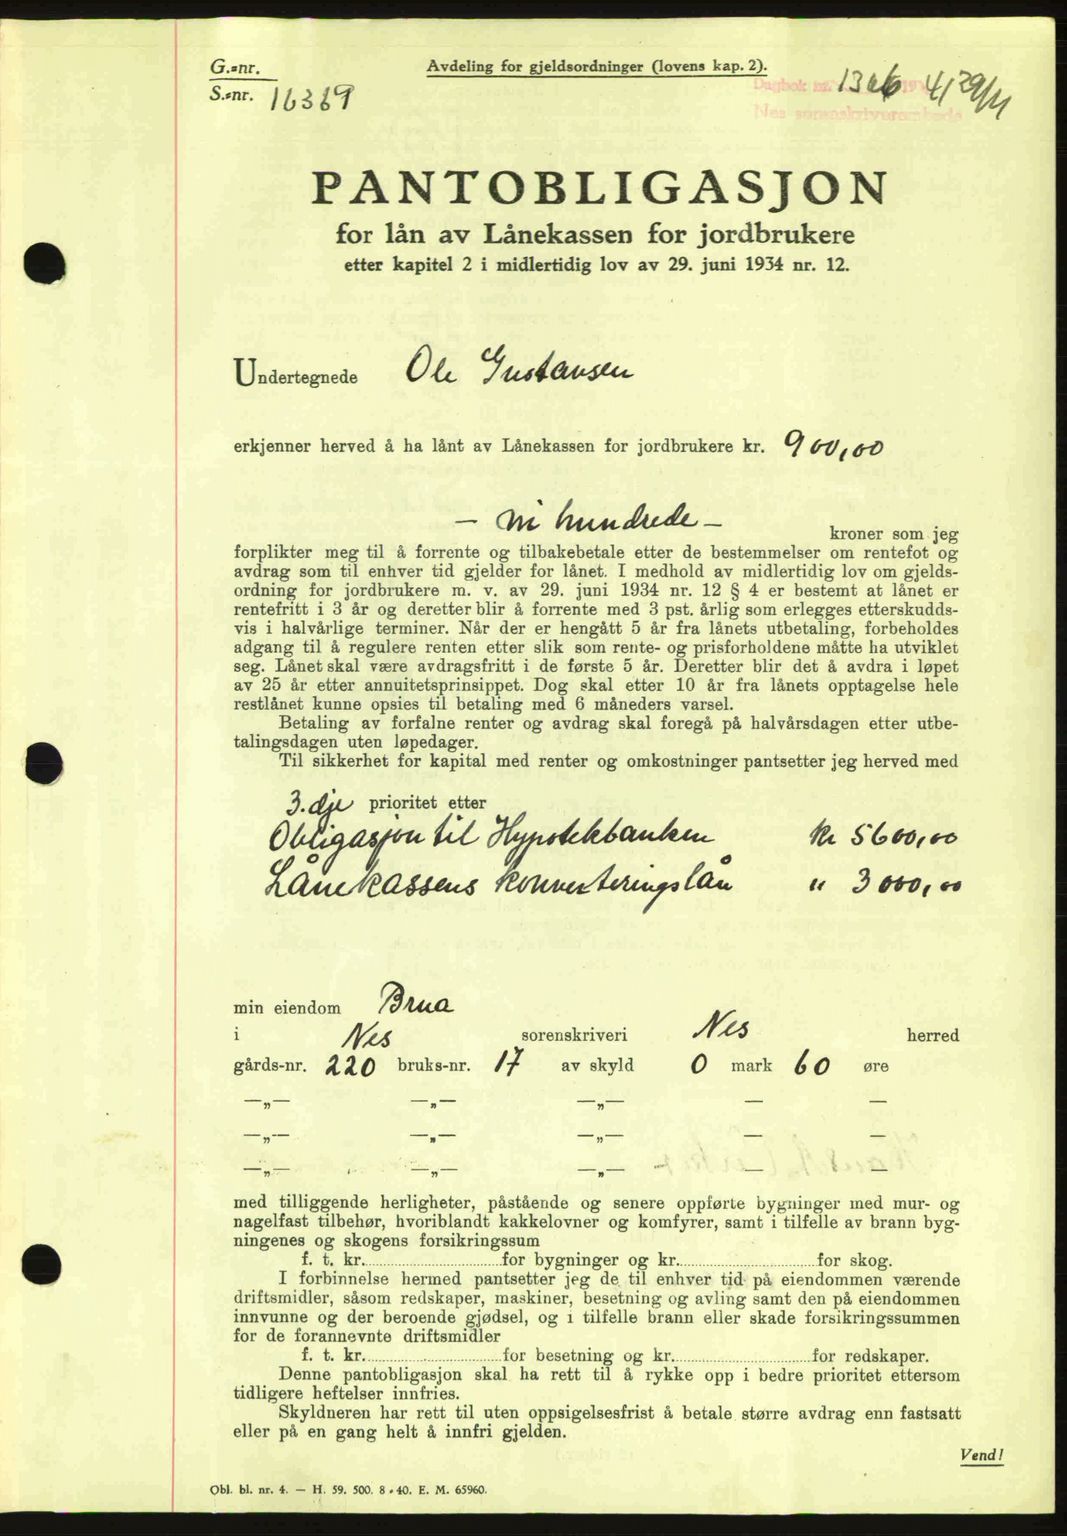 G.-nr.
Avdeling for gjeldsordninger (lovens kap. 2).
S.-nr. 16369
Dagbok nr. 1306 19 41 29/11
Nes sorenskriverembede
PANTOBLIGASJON
for lån av Lånekassen for jordbrukere
etter kapitel 2 i midlertidig lov av 29. juni 1934 nr. 12.
Undertegnede Ole Gustavsen
erkjenner herved å ha lånt av Lånekassen for jordbrukere kr. 900,00
— ni hundrede —
kroner som jeg
forplikter meg til å forrente og tilbakebetale etter de bestemmelser om rentefot og
avdrag som til enhver tid gjelder for lånet. I medhold av midlertidig lov om gjelds-
ordning for jordbrukere m. v. av 29. juni 1934 nr. 12 § 4 er bestemt at lånet er
rentefritt i 3 år og deretter blir å forrente med 3 pst. årlig som erlegges etterskudds-
vis i halvårlige terminer. Når der er hengått 5 år fra lånets utbetaling, forbeholdes
adgang til å regulere renten etter slik som rente- og prisforholdene måtte ha utviklet
seg. Lånet skal være avdragsfritt i de første 5 år. Deretter blir det å avdra i løpet
av 25 år etter annuitetsprinsippet. Dog skal etter 10 år fra lånets opptagelse hele
restlånet kunne opsies til betaling med 6 måneders varsel.
Betaling av forfalne renter og avdrag skal foregå på halvårsdagen etter utbe-
talingsdagen uten løpedager.
Til sikkerhet for kapital med renter og omkostninger pantsetter jeg herved med
3. dje prioritet etter
Obligasjon til Hypotekbanken kr 5600,00
Lånekassens konverteringslån " 3000,00
min eiendom Brua
i Nes sorenskriveri Nes herred
gårds-nr. 220 bruks-nr. 17 av skyld 0 mark 60 øre
—„— —„— —„— — —
—„— —„— —„— — —
—„— —„— —„— — —
med tilliggende herligheter, påstående og senere oppførte bygninger med mur- og
nagelfast tilbehør, hvoriblandt kakkelovner og komfyrer, samt i tilfelle av brann byg-
ningenes og skogens forsikringssum
f. t. kr. for bygninger og kr. for skog.
I forbinnelse hermed pantsetter jeg de til enhver tid på eiendommen værende
driftsmidler, såsom redskaper, maskiner, besetning og avling samt den på eiendommen
innvunne og der beroende gjødsel, og i tilfelle brann eller skade forsikringssummen
for de forannevnte driftsmidler
f. t. kr. for besetning og kr. for redskaper.
Denne pantobligasjon skal ha rett til å rykke opp i bedre prioritet ettersom
tidligere heftelser innfries.
Skyldneren har rett til uten oppsigelsesfrist å betale større avdrag enn fastsatt
eller på en gang helt å innfri gjelden.
Vend!
Obl. bl. nr. 4. — H. 59. 500. 8 - 40. E. M. 65960.